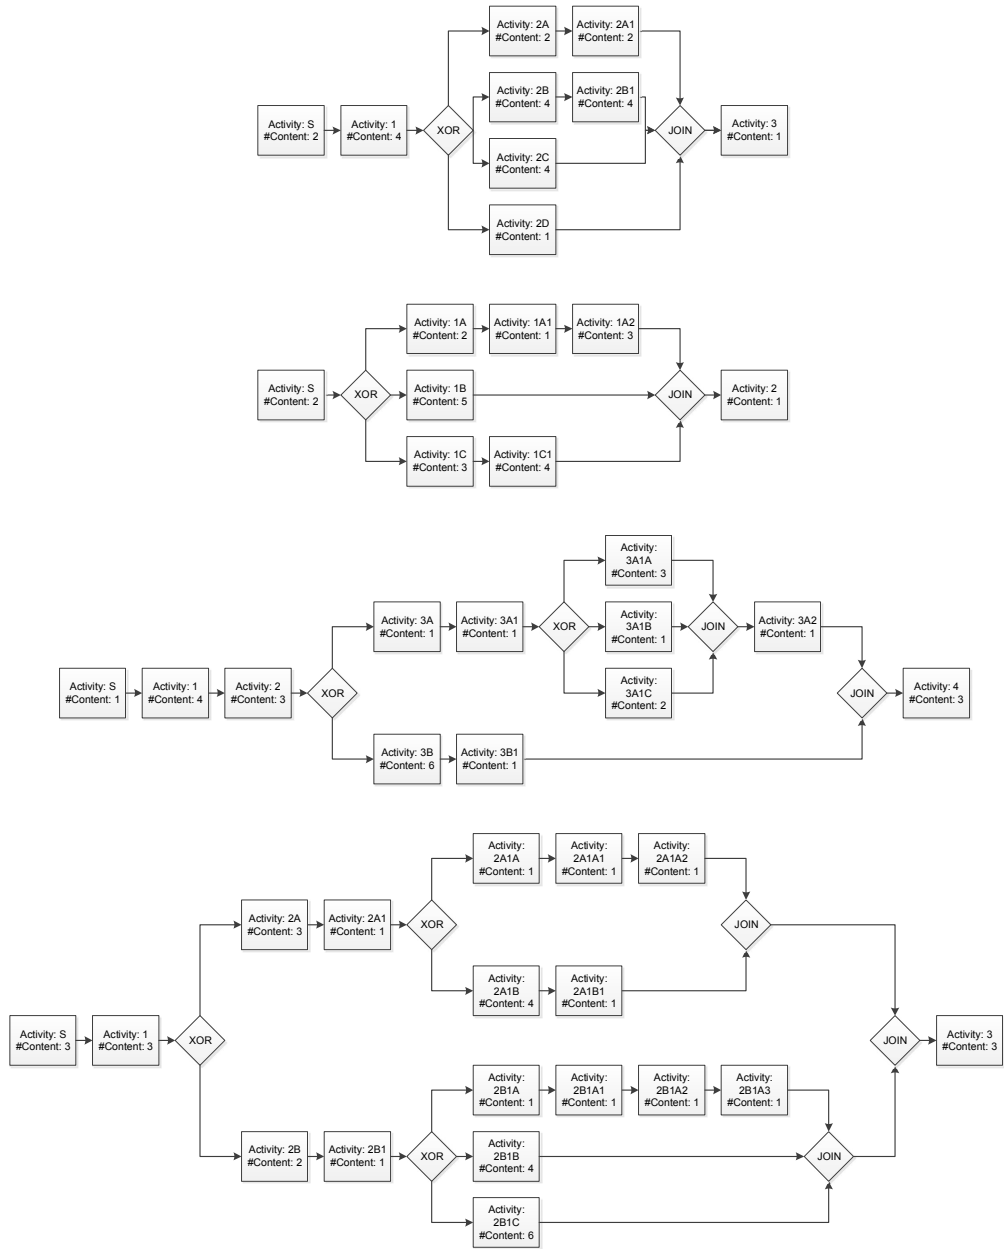 Activity: 2A
#Content: 2
Activity: 2A1
#Content: 2
Activity: 2B
#Content: 4
Activity: 2B1
#Content: 4
Activity: S
#Content: 2
Activity: 1
#Content: 4
XOR
JOIN
Activity: 3
#Content: 1
Activity: 2C
#Content: 4
Activity: 2D
#Content: 1
Activity: 1A
#Content: 2
Activity: 1A1
#Content: 1
Activity: 1A2
#Content: 3
Activity: S
#Content: 2
XOR
Activity: 1B
#Content: 5
JOIN
Activity: 2
#Content: 1
Activity: 1C
#Content: 3
Activity: 1C1
#Content: 4
Activity:
3A1A
#Content: 3
Activity: 3A
#Content: 1
Activity: 3A1
#Content: 1
XOR
Activity:
3A1B
#Content: 1
JOIN
Activity: 3A2
#Content: 1
Activity:
3A1C
#Content: 2
Activity: S
#Content: 1
Activity: 1
#Content: 4
Activity: 2
#Content: 3
XOR
JOIN
Activity: 4
#Content: 3
Activity: 3B
#Content: 6
Activity: 3B1
#Content: 1
Activity:
2A1A
#Content: 1
Activity:
2A1A1
#Content: 1
Activity:
2A1A2
#Content: 1
Activity: 2A
#Content: 3
Activity: 2A1
#Content: 1
XOR
JOIN
Activity:
2A1B
#Content: 4
Activity:
2A1B1
#Content: 1
Activity: S
#Content: 3
Activity: 1
#Content: 3
XOR
JOIN
Activity: 3
#Content: 3
Activity:
2B1A
#Content: 1
Activity:
2B1A1
#Content: 1
Activity:
2B1A2
#Content: 1
Activity:
2B1A3
#Content: 1
Activity: 2B
#Content: 2
Activity: 2B1
#Content: 1
XOR
Activity:
2B1B
#Content: 4
JOIN
Activity:
2B1C
#Content: 6